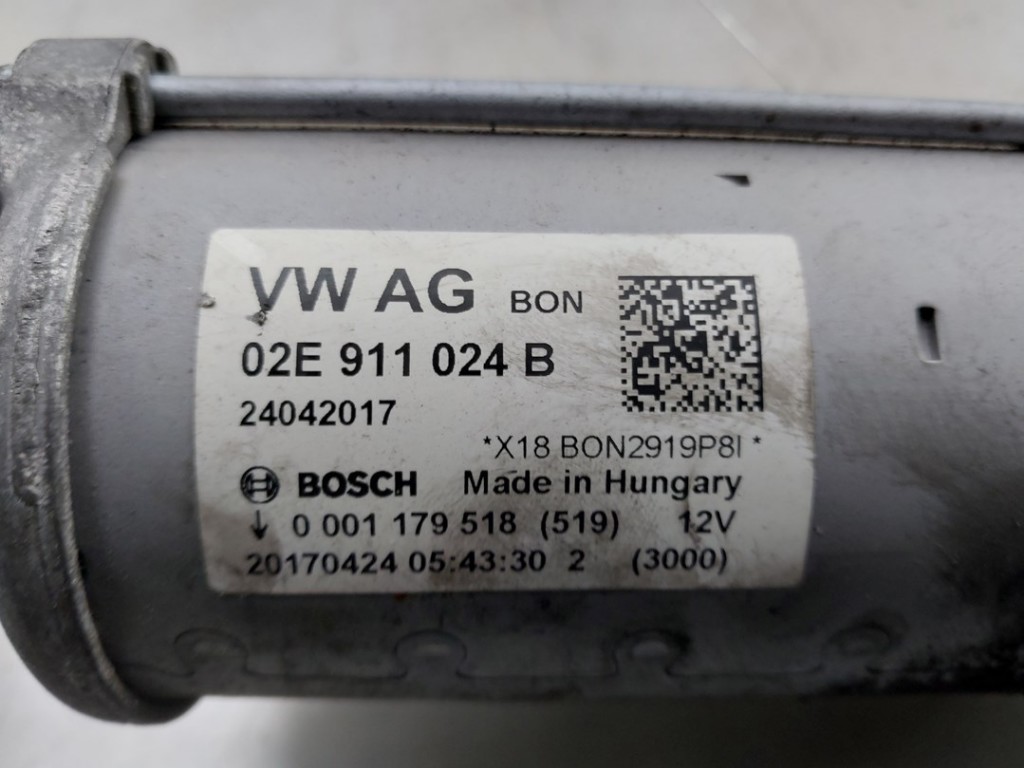 VW AG BON
02E 911 024 B
24042017
*X18 BON2919P8I *
BOSCH Made in Hungary
↓ 0 001 179 518 (519) 12V
20170424 05:43:30 2 (3000)